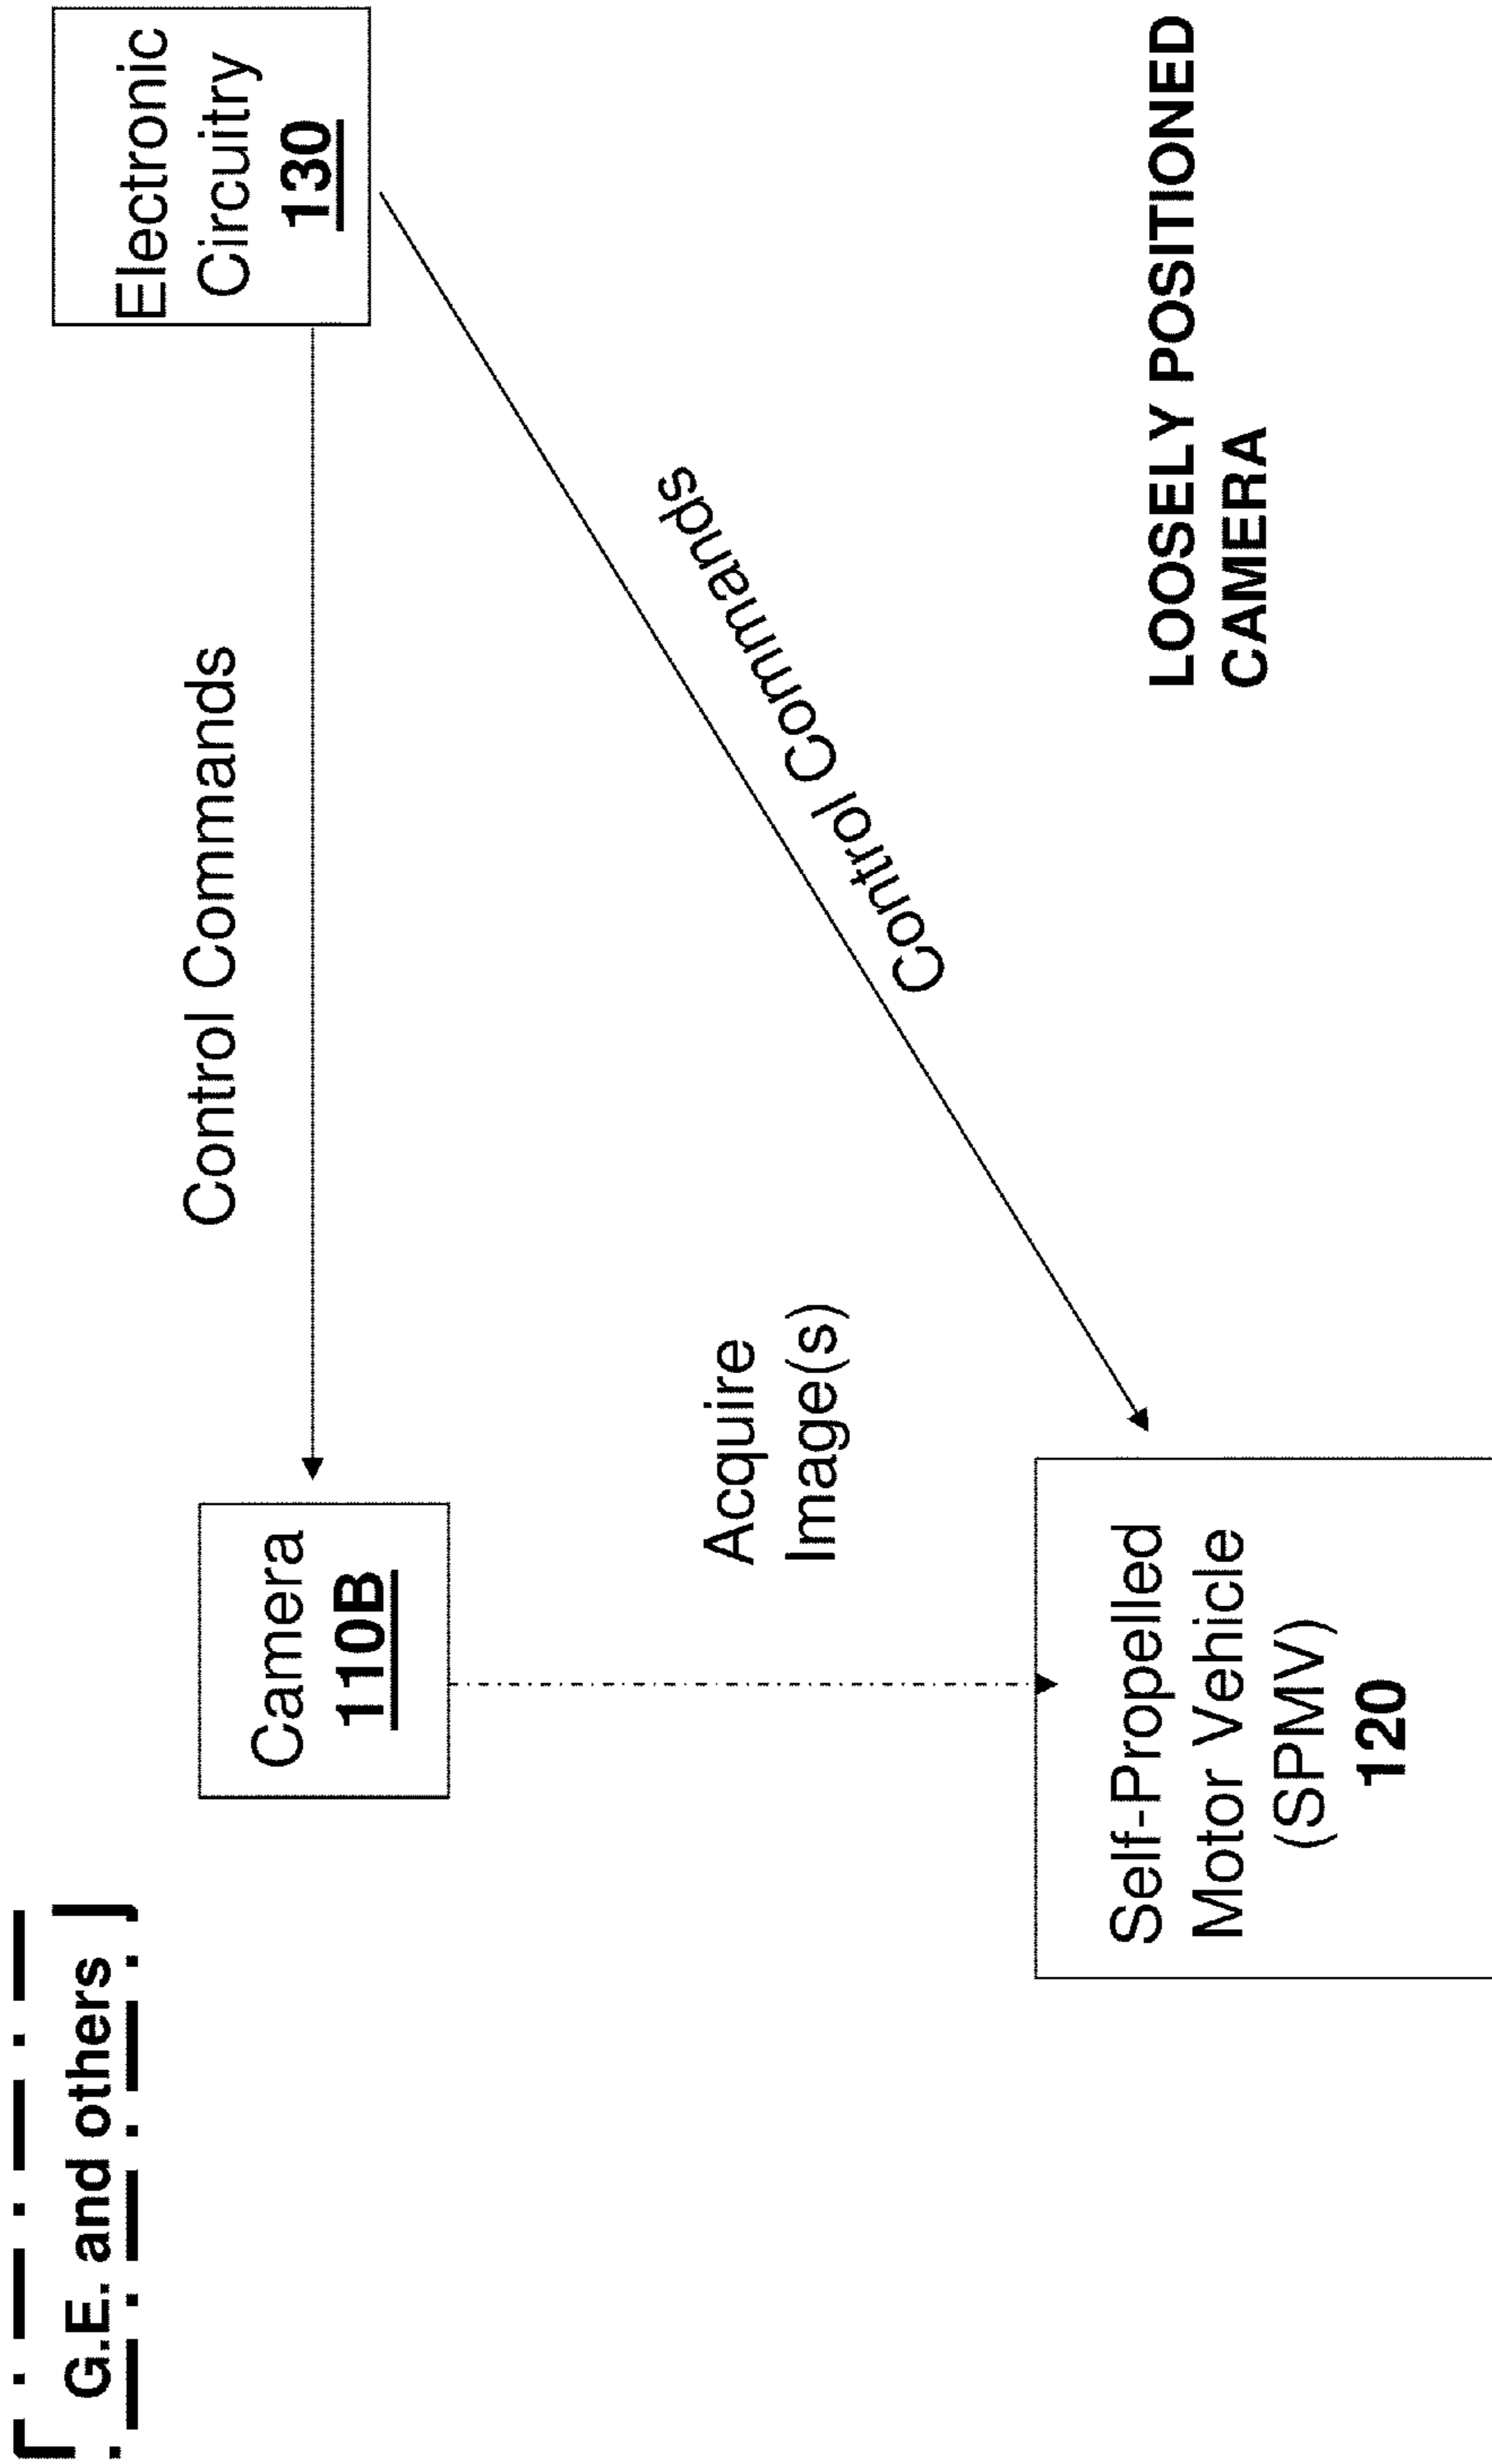 G.E. and others
Camera
110B
Control Commands
Electronic
Circuitry
130
Acquire
Image(s)
Control Commands
Self-Propelled
Motor Vehicle
(SPMV)
120
LOOSELY POSITIONED
CAMERA